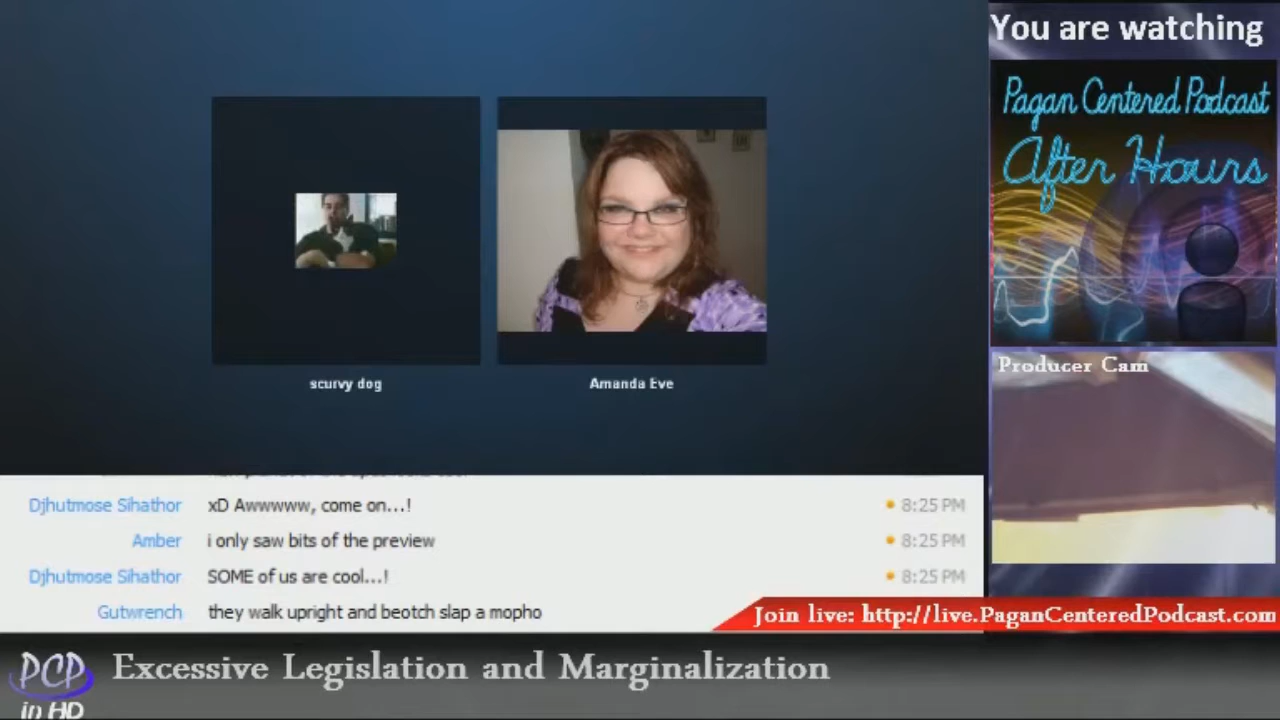 You are watching
Pagan Centered Podcast
After Hours
scurvy dog
Amanda Eve
Producer Cam
Djhutmose Sihathor xD Awwwww, come on...! 8:25 PM
Amber i only saw bits of the preview 8:25 PM
Djhutmose Sihathor SOME of us are cool...! 8:25 PM
Gutwrench they walk upright and beotch slap a mopho
Join live: http://live.PaganCenteredPodcast.com
PCP
in HD
Excessive Legislation and Marginalization